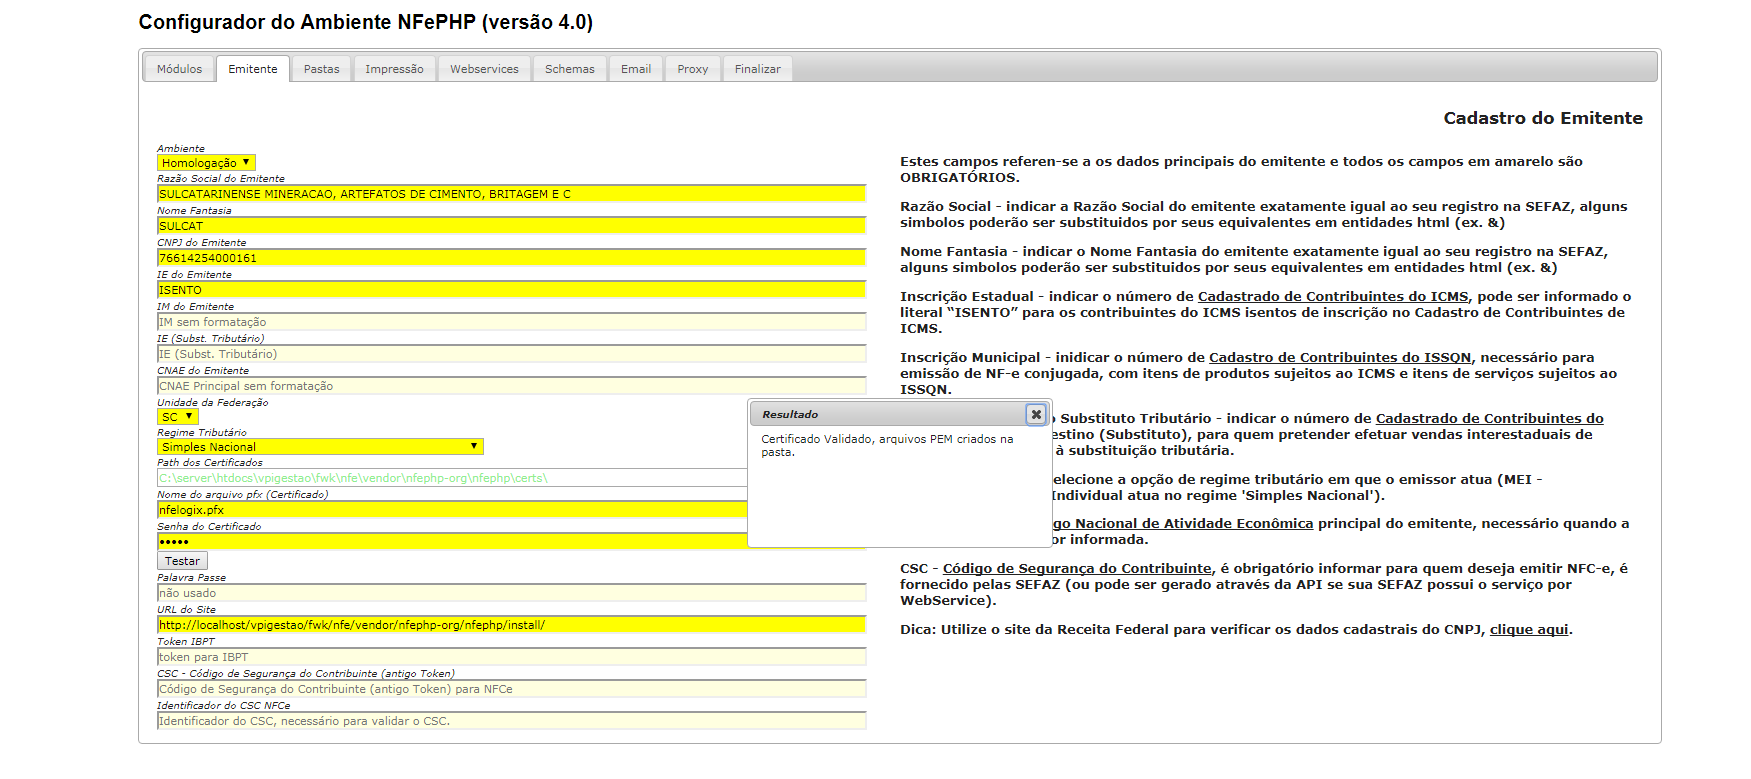 Configurador do Ambiente NFePHP (versão 4.0)
Módulos
Emitente
Pastas
Impressão
Webservices
Schemas
Email
Proxy
Finalizar
Cadastro do Emitente
Ambiente
Homologação
Razão Social do Emitente
SULCATARINENSE MINERACAO, ARTEFATOS DE CIMENTO, BRITAGEM E C
Nome Fantasia
SULCAT
CNPJ do Emitente
76614254000161
IE do Emitente
ISENTO
IM do Emitente
IM sem formatação
IE (Subst. Tributário)
IE (Subst. Tributário)
CNAE do Emitente
CNAE Principal sem formatação
Unidade da Federação
SC
Regime Tributário
Simples Nacional
Path dos Certificados
C:\server\htdocs\vpigestao\fwk\nfe\vendor\nfephp-org\nfephp\certs\
Nome do arquivo pfx (Certificado)
nfelogix.pfx
Senha do Certificado
•••••
Testar
Palavra Passe
não usado
URL do Site
http://localhost/vpigestao/fwk/nfe/vendor/nfephp-org/nfephp/install/
Token IBPT
token para IBPT
CSC - Código de Segurança do Contribuinte (antigo Token)
Código de Segurança do Contribuinte (antigo Token) para NFCe
Identificador do CSC NFCe
Identificador do CSC, necessário para validar o CSC.
Estes campos referen-se a os dados principais do emitente e todos os campos em amarelo são
OBRIGATÓRIOS.
Razão Social - indicar a Razão Social do emitente exatamente igual ao seu registro na SEFAZ, alguns
simbolos poderão ser substituidos por seus equivalentes em entidades html (ex. &)
Nome Fantasia - indicar o Nome Fantasia do emitente exatamente igual ao seu registro na SEFAZ,
alguns simbolos poderão ser substituidos por seus equivalentes em entidades html (ex. &)
Inscrição Estadual - indicar o número de Cadastrado de Contribuintes do ICMS, pode ser informado o
literal “ISENTO” para os contribuintes do ICMS isentos de inscrição no Cadastro de Contribuintes de
ICMS.
Inscrição Municipal - inidicar o número de Cadastro de Contribuintes do ISSQN, necessário para
emissão de NF-e conjugada, com itens de produtos sujeitos ao ICMS e itens de serviços sujeitos ao
ISSQN.
Substituto Tributário - indicar o número de Cadastrado de Contribuintes do
estino (Substituto), para quem pretender efetuar vendas interestaduais de
à substituição tributária.
elecione a opção de regime tributário em que o emissor atua (MEI -
Individual atua no regime 'Simples Nacional').
go Nacional de Atividade Econômica principal do emitente, necessário quando a
or informada.
CSC - Código de Segurança do Contribuinte, é obrigatório informar para quem deseja emitir NFC-e, é
fornecido pelas SEFAZ (ou pode ser gerado através da API se sua SEFAZ possui o serviço por
WebService).
Dica: Utilize o site da Receita Federal para verificar os dados cadastrais do CNPJ, clique aqui.
Resultado
Certificado Validado, arquivos PEM criados na
pasta.